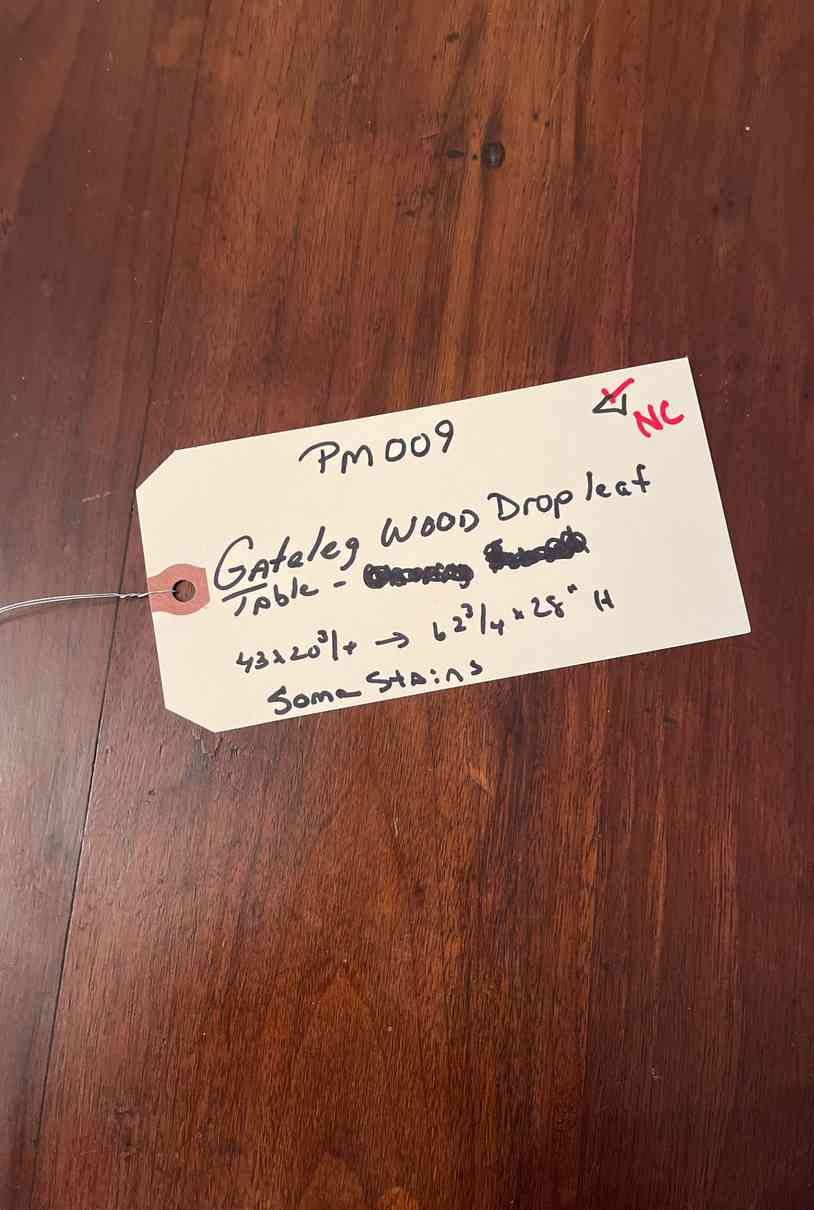 PM009
NC
Gateleg WOOD Drop leaf
Table -
43x20 3/4 → 62 3/4 x 28" H
Some Stains